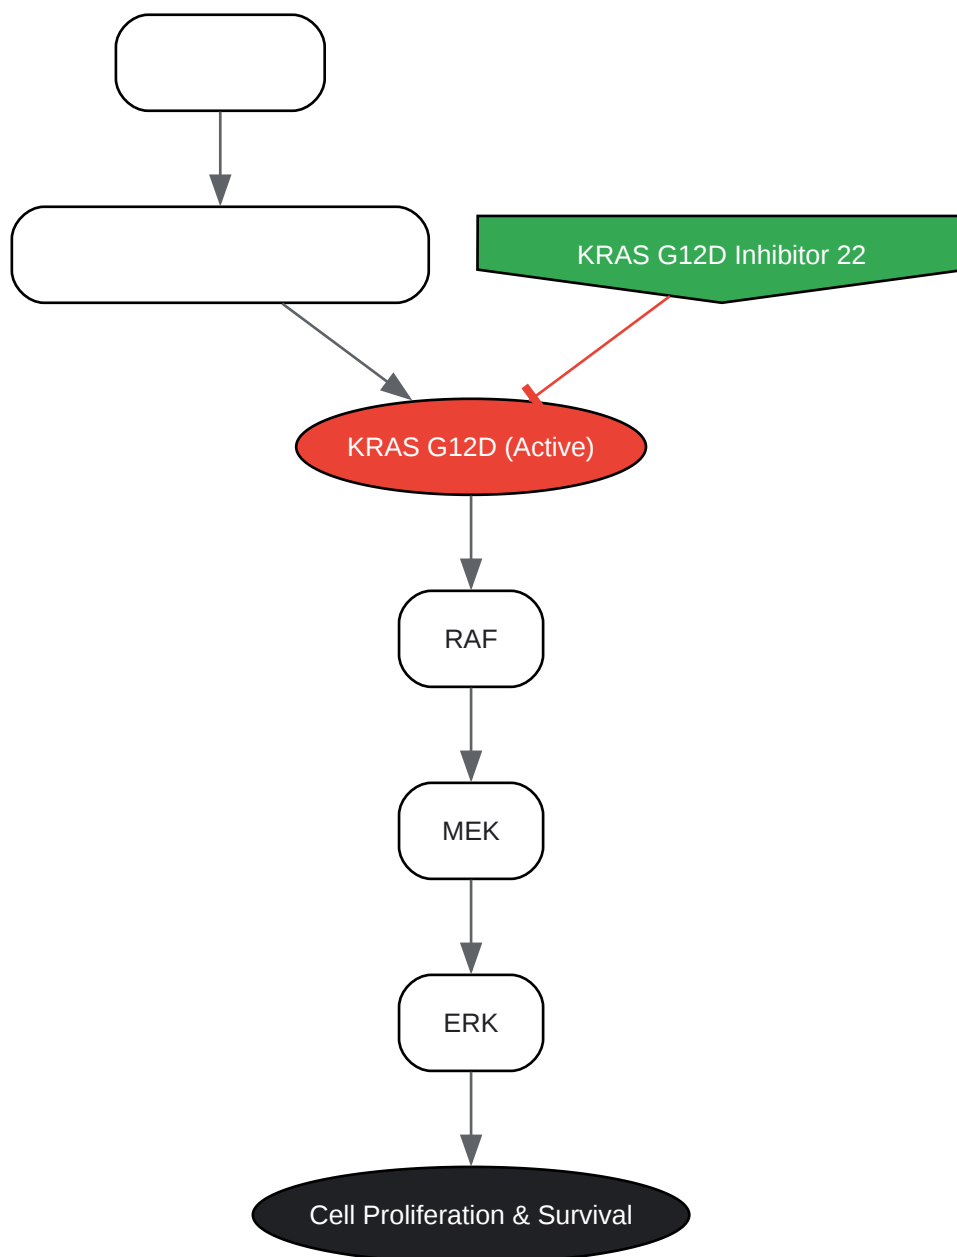 KRAS G12D Inhibitor 22
KRAS G12D (Active)
RAF
MEK
ERK
Cell Proliferation & Survival